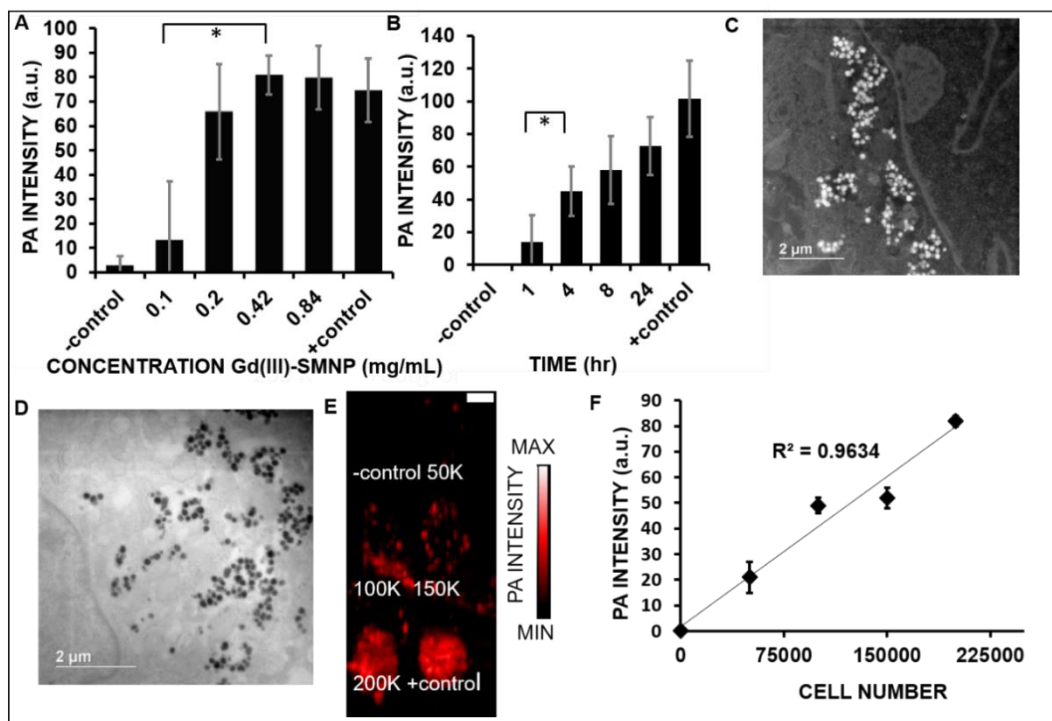 A
PA INTENSITY (a.u.)
100
90
80
70
60
50
40
30
20
10
0
*
-control
0.1
0.2
0.42
0.84
+control
CONCENTRATION Gd(III)-SMNP (mg/mL)
B
PA INTENSITY (a.u.)
140
120
100
80
60
40
20
0
*
-control
1
4
8
24
+control
TIME (hr)
C
2 µm
D
2 µm
E
-control 50K
100K 150K
200K +control
MAX
PA INTENSITY
MIN
F
PA INTENSITY (a.u.)
90
80
70
60
50
40
30
20
10
0
R² = 0.9634
0 75000 150000 225000
CELL NUMBER